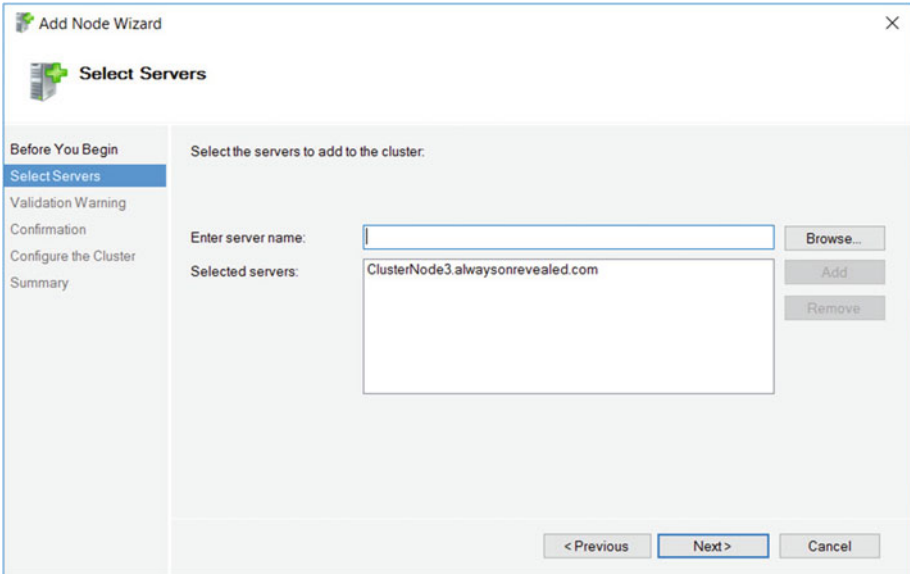 Add Node Wizard
Select Servers
Before You Begin
Select Servers
Validation Warning
Confirmation
Configure the Cluster
Summary
Select the servers to add to the cluster:
Enter server name:
Browse...
Selected servers:
ClusterNode3.alwaysonrevealed.com
Add
Remove
< Previous
Next >
Cancel